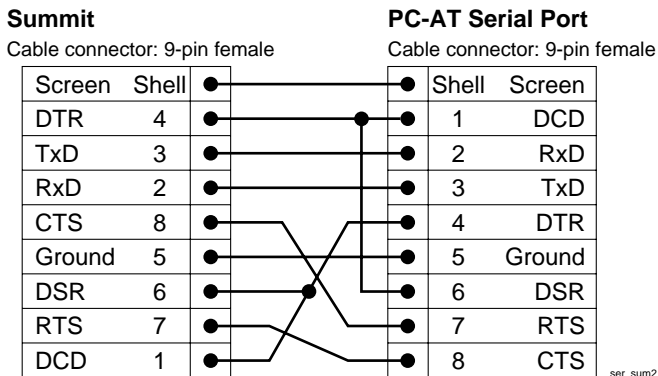 Summit PC-AT Serial Port
Cable connector: 9-pin female Cable connector: 9-pin female
Screen Shell Shell Screen
DTR 4 1 DCD
TxD 3 2 RxD
RxD 2 3 TxD
CTS 8 4 DTR
Ground 5 5 Ground
DSR 6 6 DSR
RTS 7 7 RTS
DCD 1 8 CTS
ser_sum2